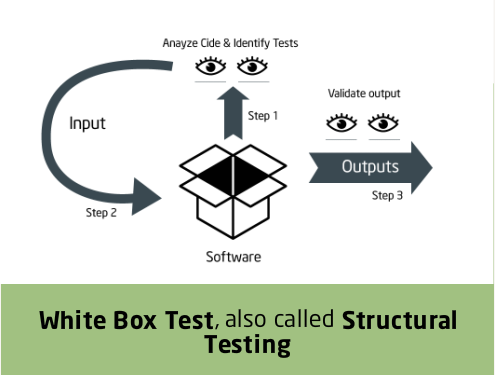 Anayze Cide & Identify Tests
Validate output
Step 1
Input
Outputs
Step 3
Step 2
Software
White Box Test, also called Structural
Testing